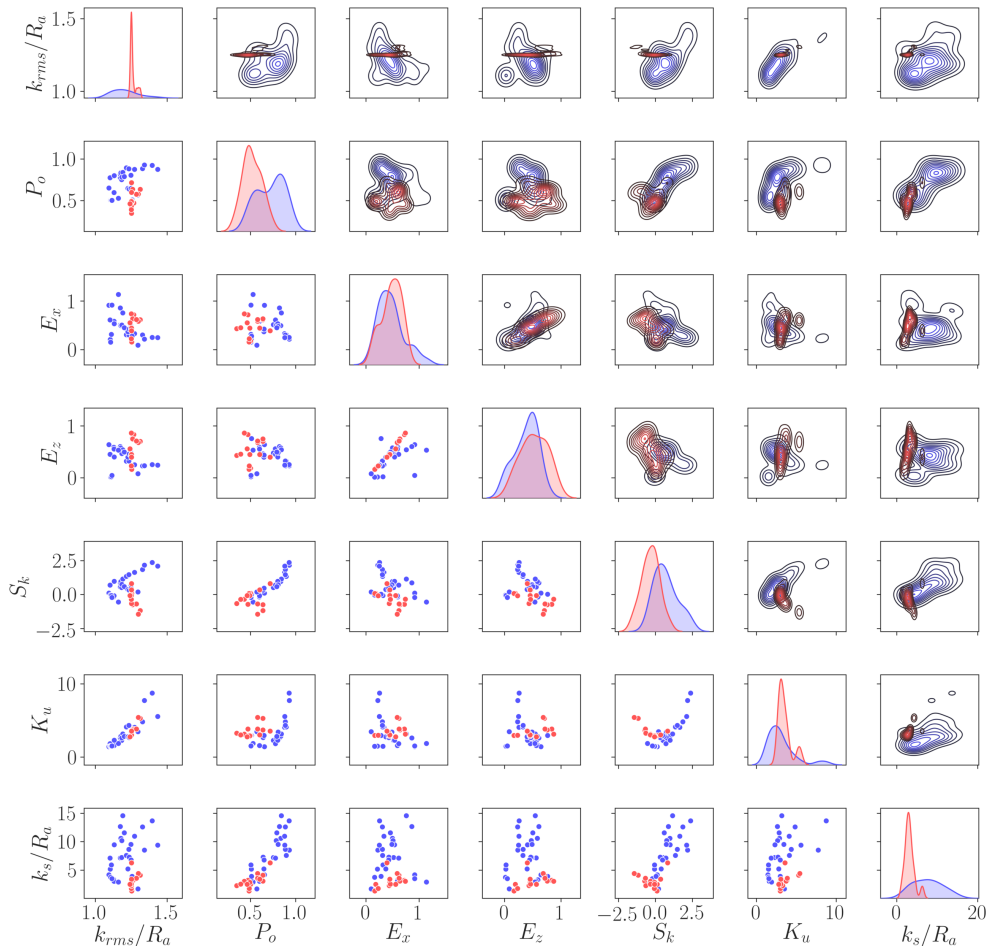 k_{rms}/R_a
1.5
1.0
P_o
1.0
0.5
E_x
1
0
E_z
1
0
S_k
2.5
0.0
−2.5
K_u
10
0
k_s/R_a
15
10
5
1.0 1.5 0.5 1.0 0 1 0 1 −2.5 0.0 2.5 0 10 0 20
k_{rms}/R_a P_o E_x E_z S_k K_u k_s/R_a